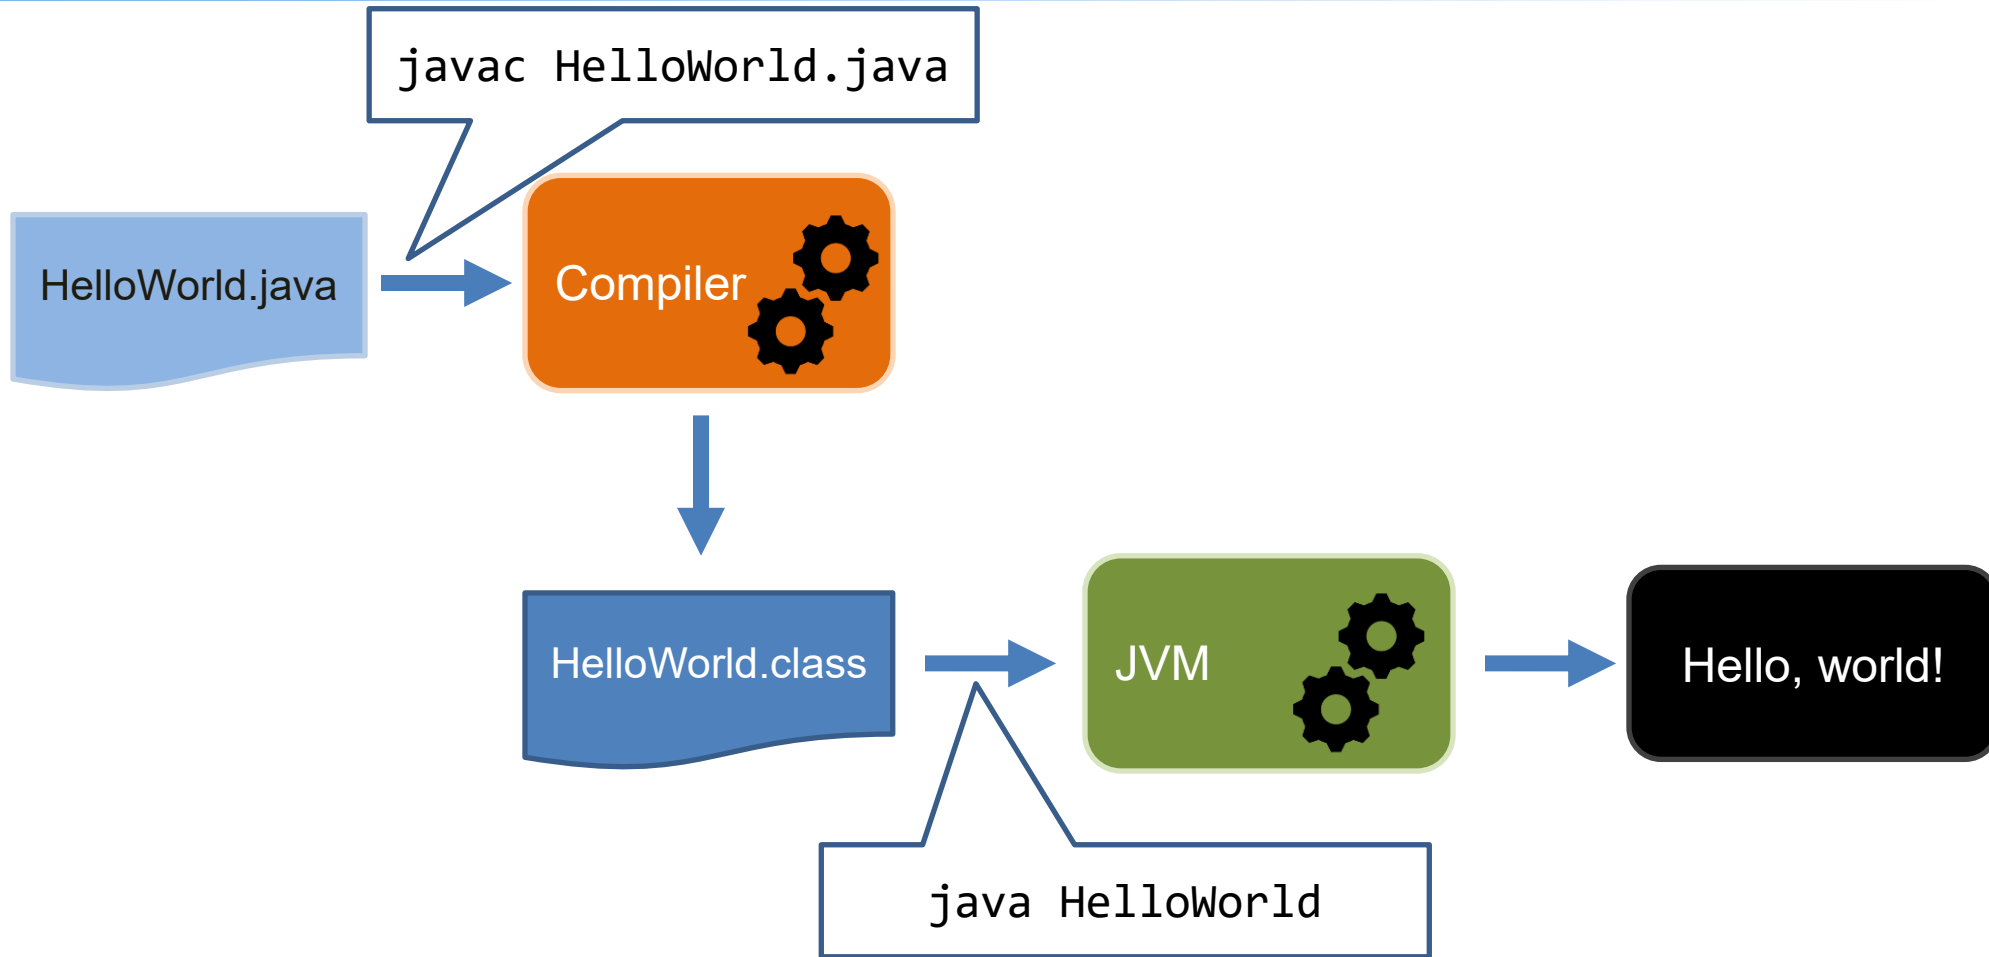 javac HelloWorld.java
HelloWorld.java
Compiler
HelloWorld.class
JVM
Hello, world!
java HelloWorld